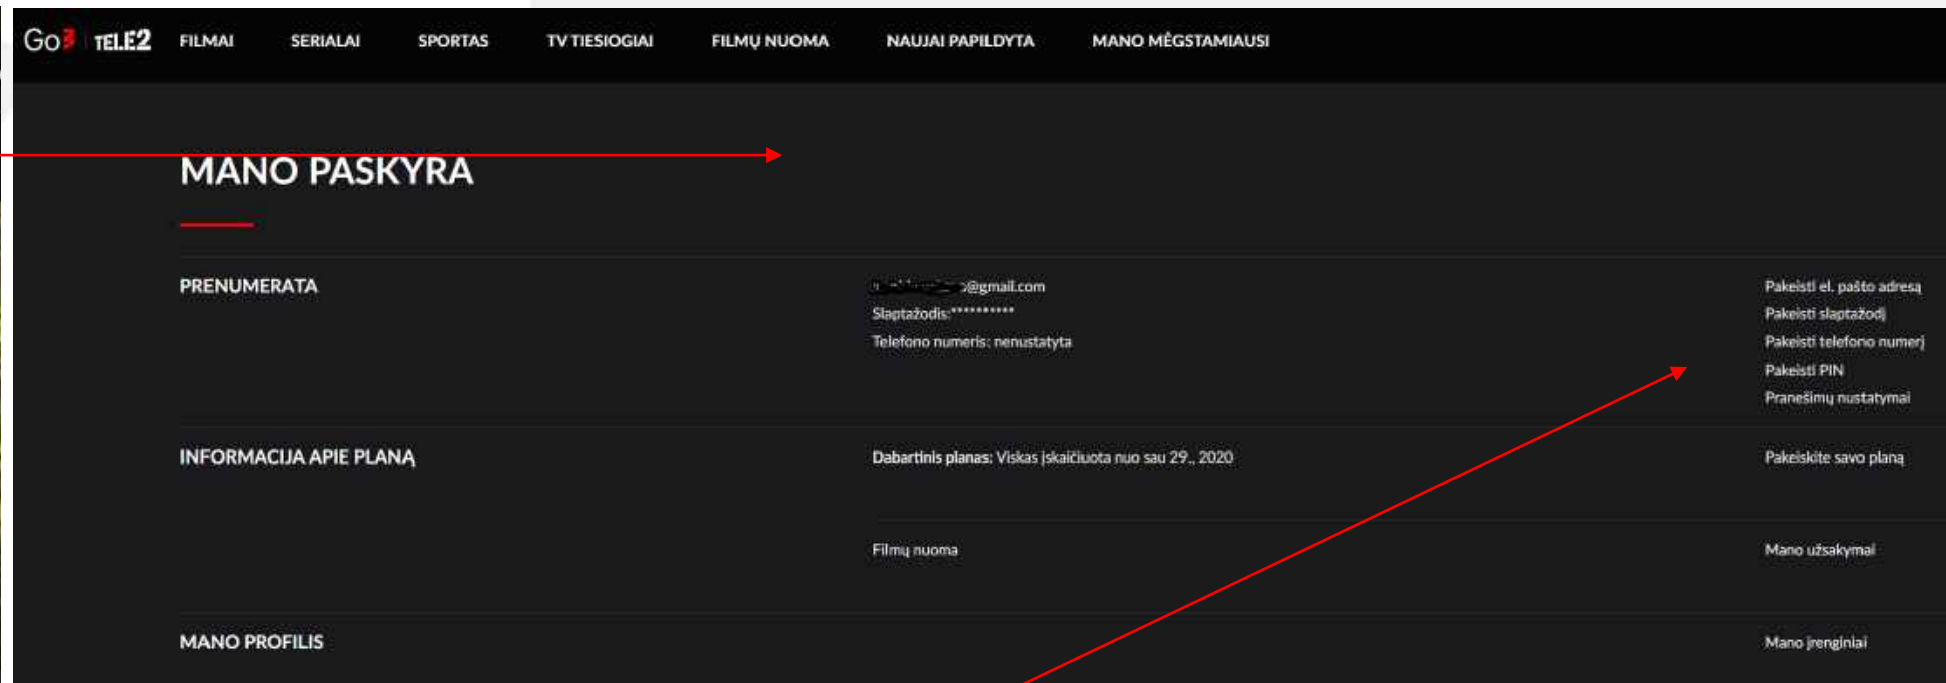 Go3 TELE2 FILMAI SERIALAI SPORTAS TV TIESIOGIAI FILMŲ NUOMA NAUJAI PAPILDYTA MANO MĖGSTAMIAUSI
MANO PASKYRA
PRENUMERATA
@gmail.com
Slaptažodis:**********
Telefono numeris: nenustatyta
Pakeisti el. pašto adresą
Pakeisti slaptažodį
Pakeisti telefono numerį
Pakeisti PIN
Pranešimų nustatymai
INFORMACIJA APIE PLANĄ
Dabartinis planas: Viskas įskaičiuota nuo sau 29., 2020
Pakeiskite savo planą
Filmų nuoma
Mano užsakymai
MANO PROFILIS
Mano įrenginiai